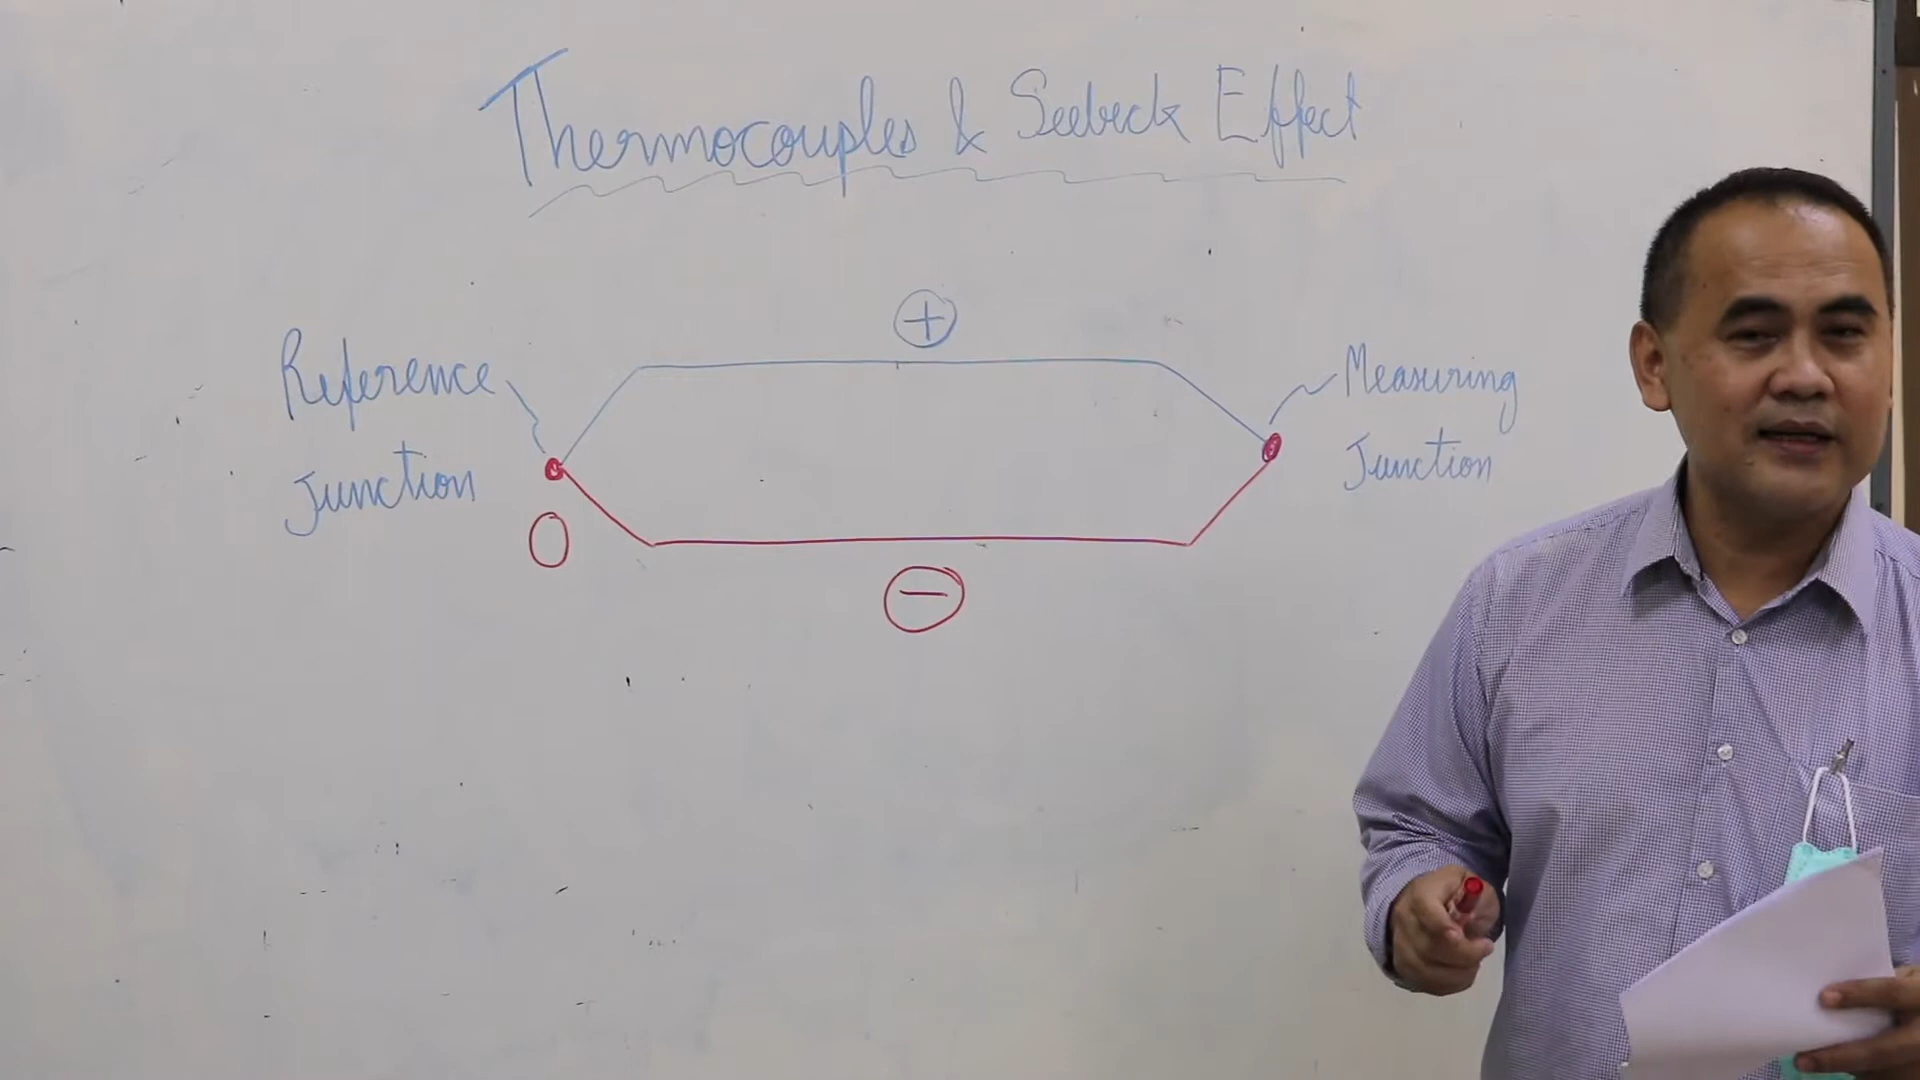 Thermocouples & Seebeck Effect
+
Reference
Junction
Measuring
Junction
0
−